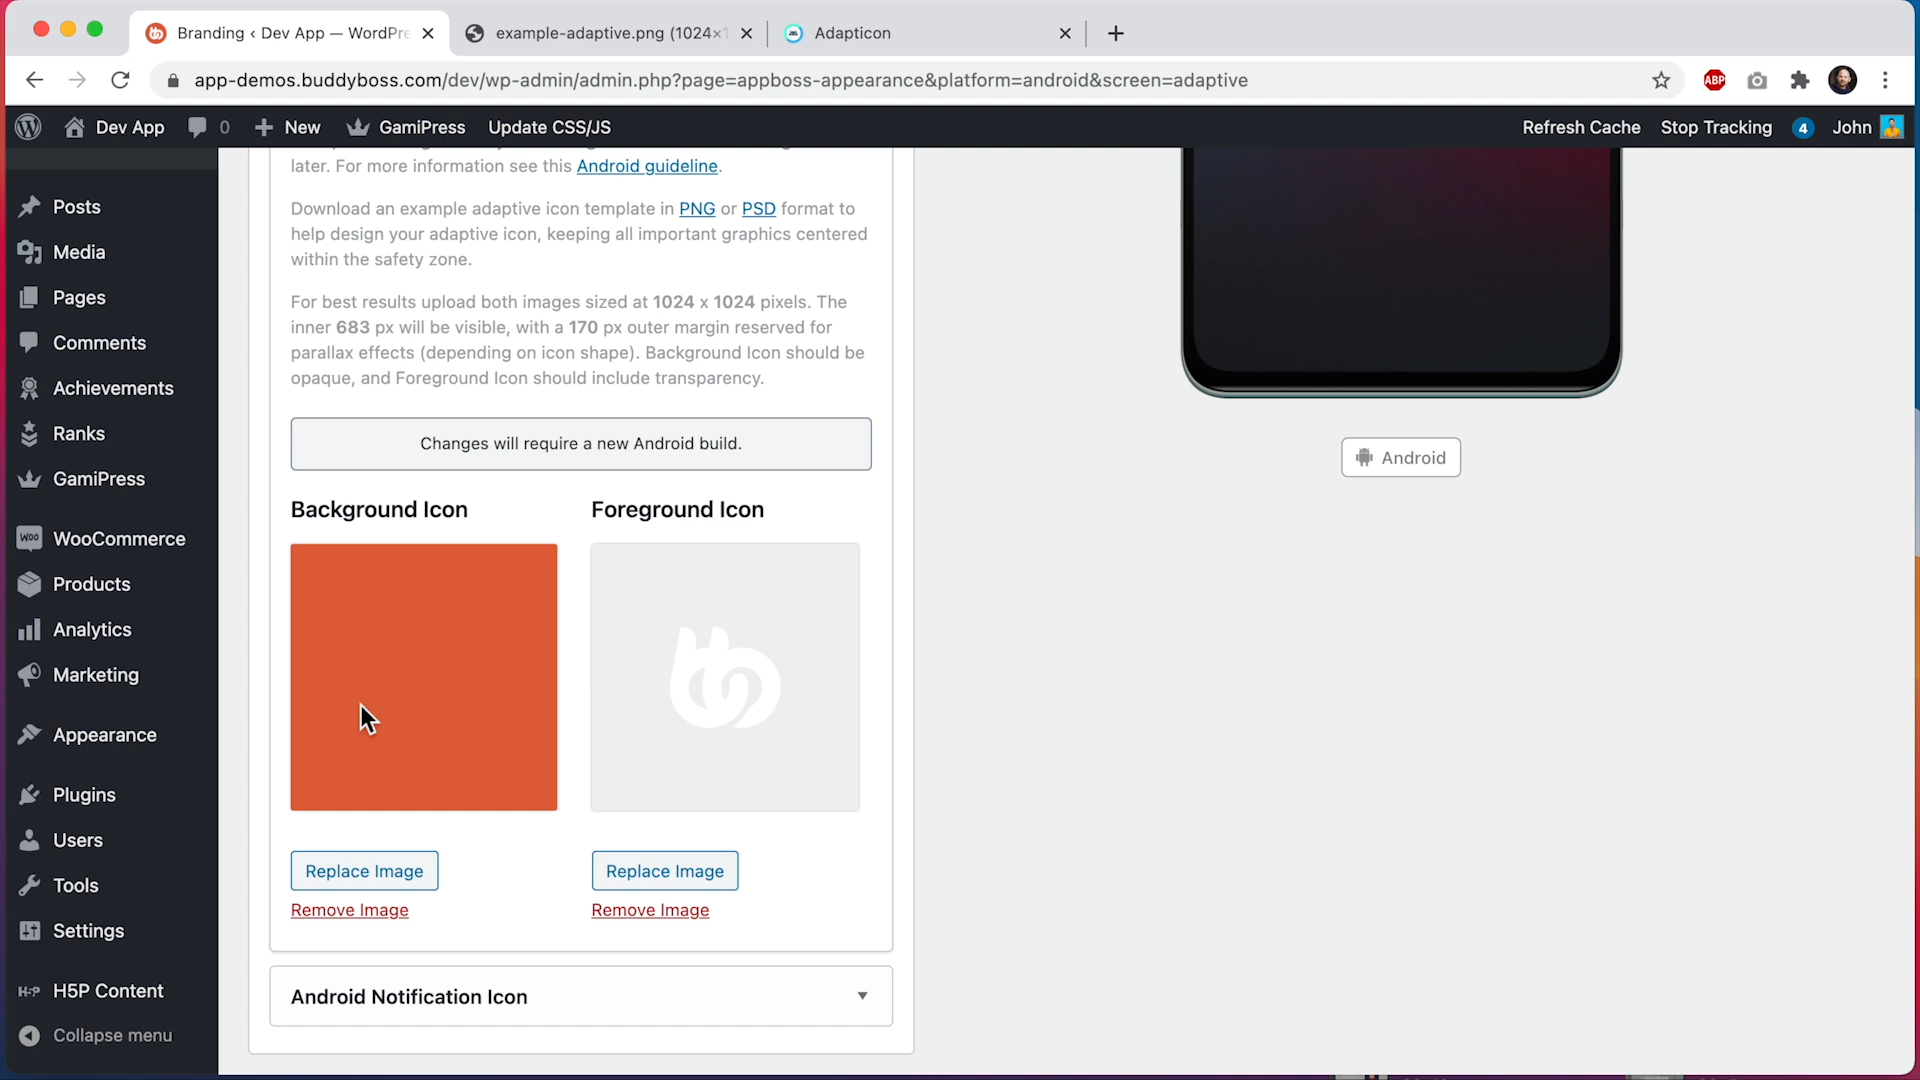 Branding ‹ Dev App — WordPre
example-adaptive.png (1024×1
Adapticon
app-demos.buddyboss.com/dev/wp-admin/admin.php?page=appboss-appearance&platform=android&screen=adaptive
ABP
Dev App
0
New
GamiPress
Update CSS/JS
Refresh Cache
Stop Tracking
4
John
Posts
Media
Pages
Comments
Achievements
Ranks
GamiPress
WOO
WooCommerce
Products
Analytics
Marketing
Appearance
Plugins
Users
Tools
Settings
H5P
H5P Content
Collapse menu
later. For more information see this Android guideline.
Download an example adaptive icon template in PNG or PSD format to
help design your adaptive icon, keeping all important graphics centered
within the safety zone.
For best results upload both images sized at 1024 x 1024 pixels. The
inner 683 px will be visible, with a 170 px outer margin reserved for
parallax effects (depending on icon shape). Background Icon should be
opaque, and Foreground Icon should include transparency.
Changes will require a new Android build.
Background Icon
Foreground Icon
Replace Image
Replace Image
Remove Image
Remove Image
Android Notification Icon
Android